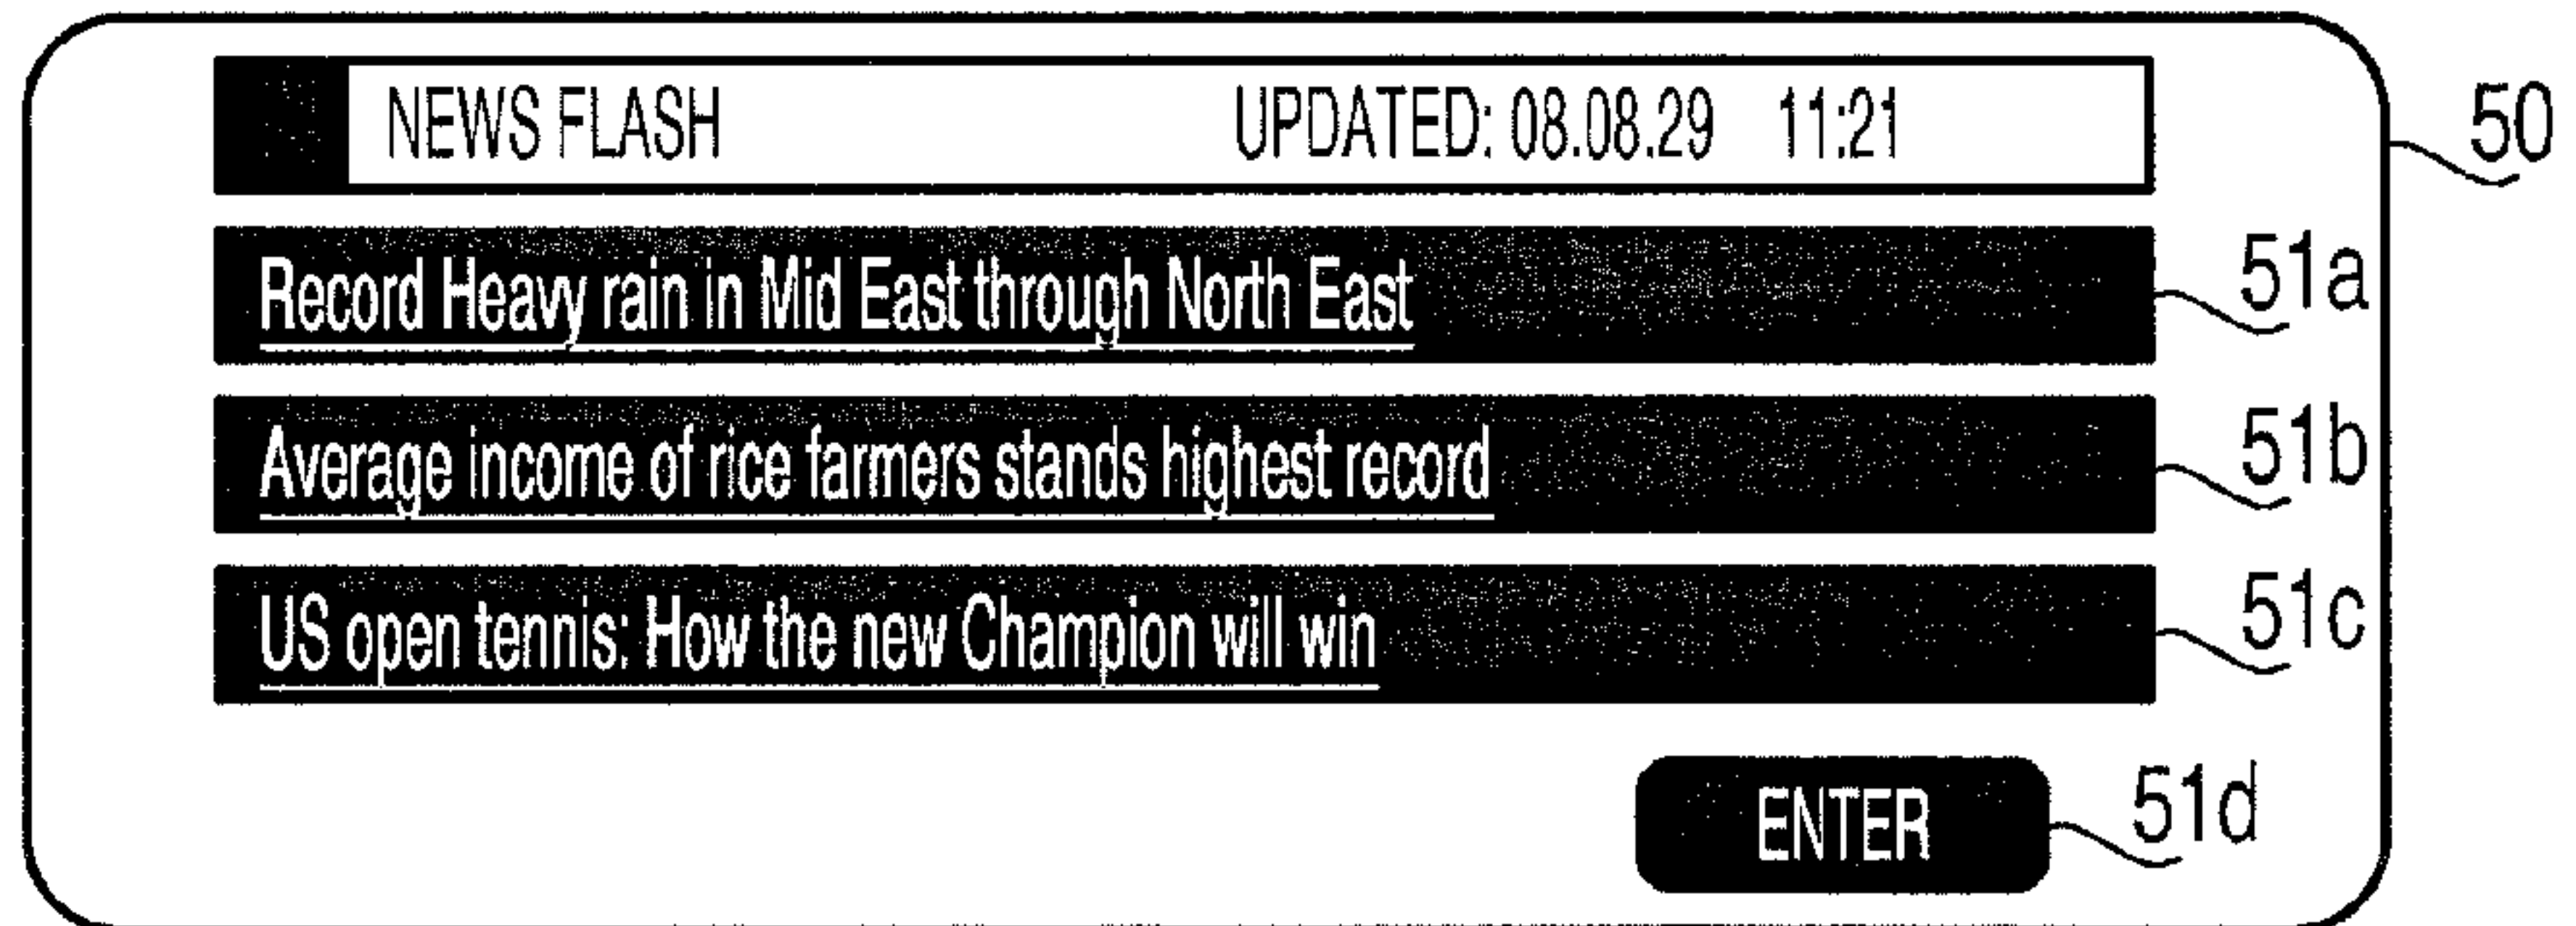 NEWS FLASH UPDATED: 08.08.29 11:21
50
Record Heavy rain in Mid East through North East
51a
Average income of rice farmers stands highest record
51b
US open tennis: How the new Champion will win
51c
ENTER
51d